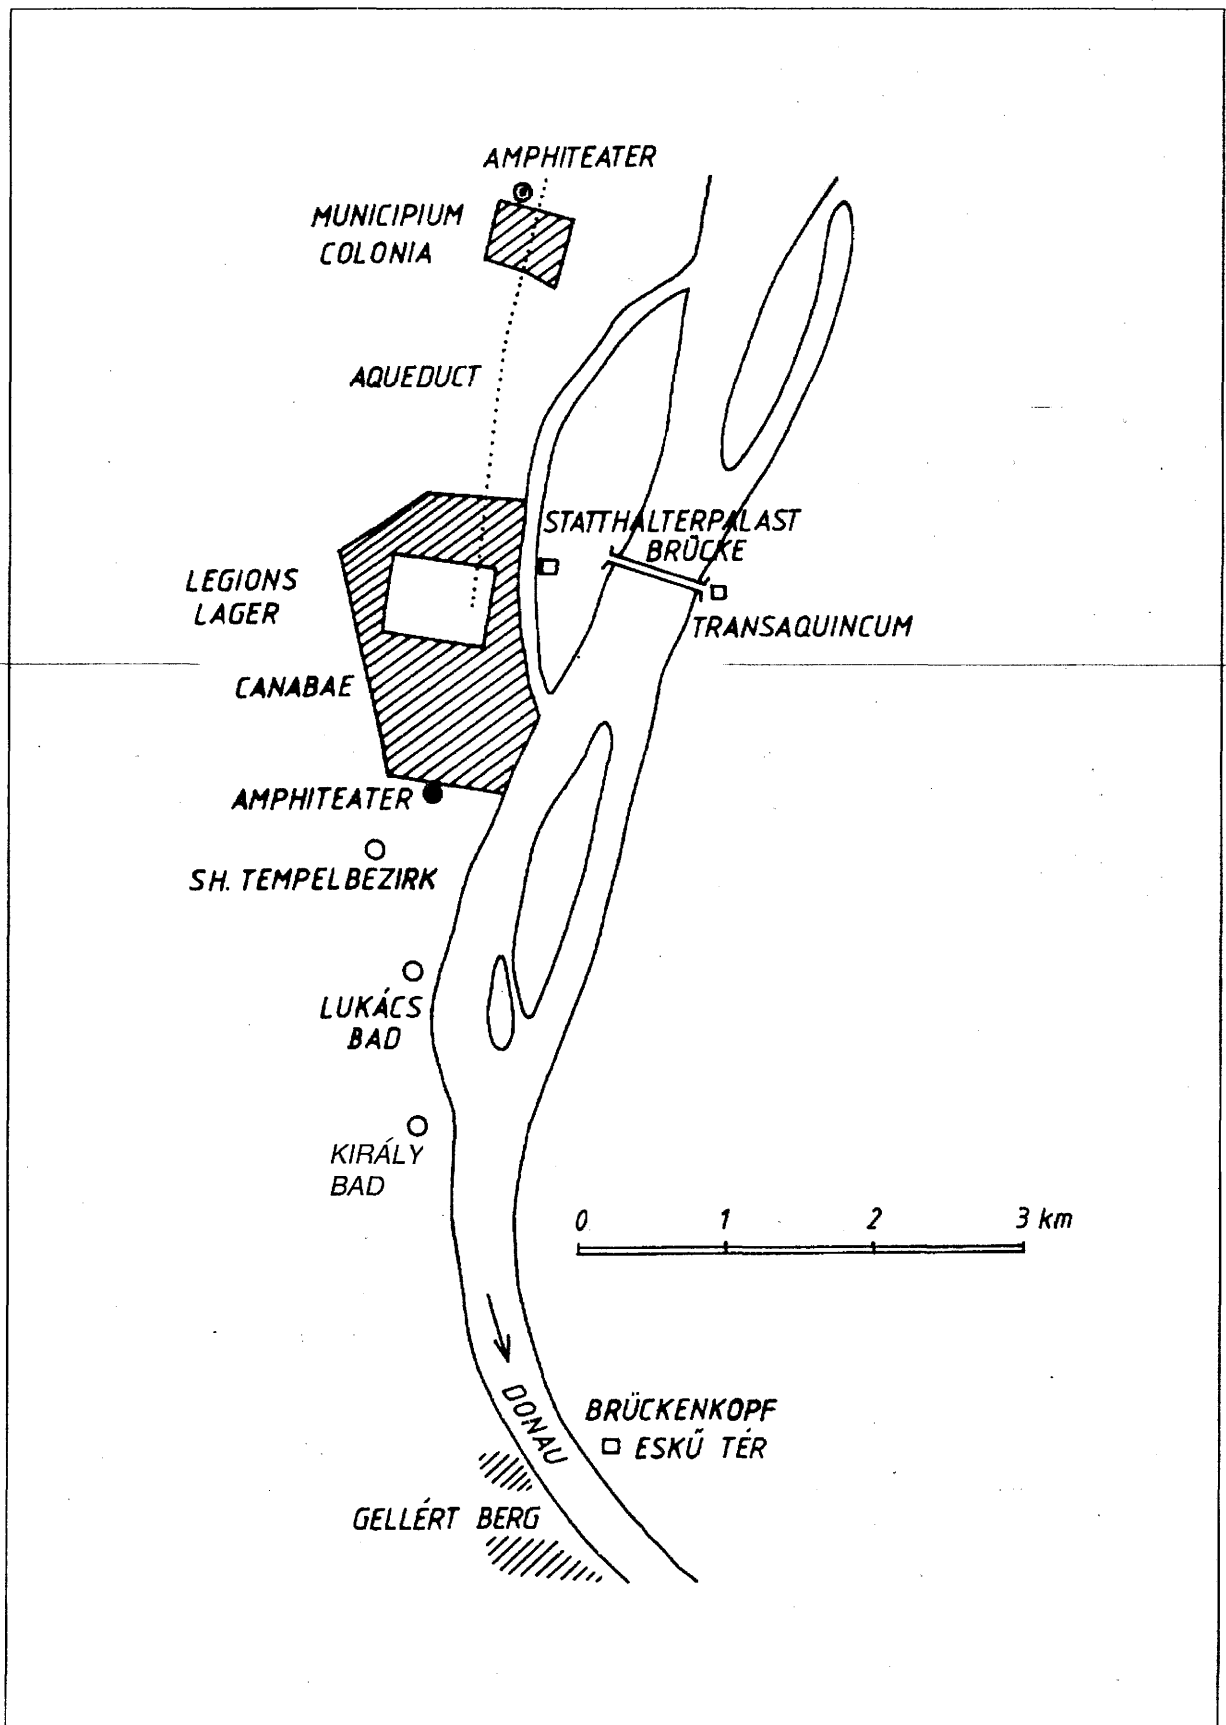 AMPHITEATER
MUNICIPIUM
COLONIA
AQUEDUCT
STATTHALTERPALAST
BRÜCKE
LEGIONS
LAGER
TRANSAQUINCUM
CANABAE
AMPHITEATER
SH. TEMPELBEZIRK
LUKÁCS
BAD
KIRÁLY
BAD
0 1 2 3 km
DONAU
BRÜCKENKOPF
ESKŰ TÉR
GELLÉRT BERG